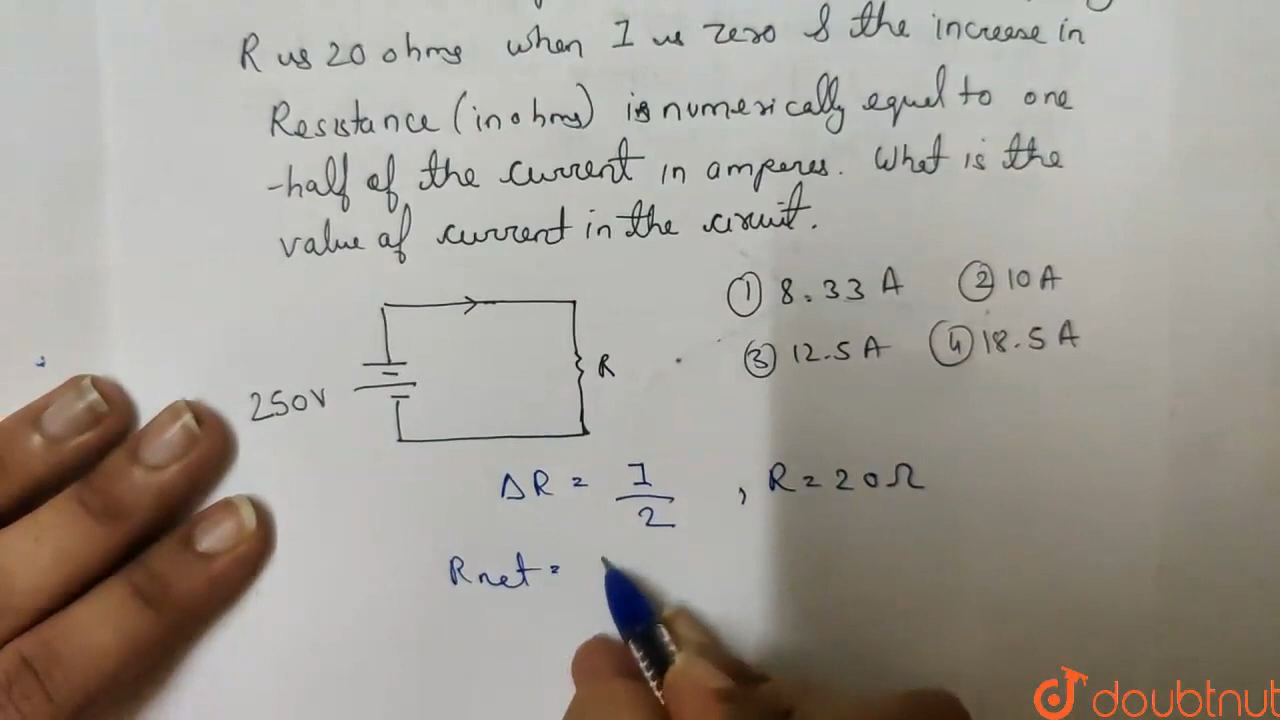 R is 20 ohms when I is zero & the increase in
Resistance (in ohms) is numerically equal to one
-half of the current in amperes. What is the
value of current in the circuit.
① 8.33 A ② 10 A
③ 12.5 A ④ 18.5 A
250V
R
ΔR = I/2 , R = 20Ω
Rnet =
doubtnut